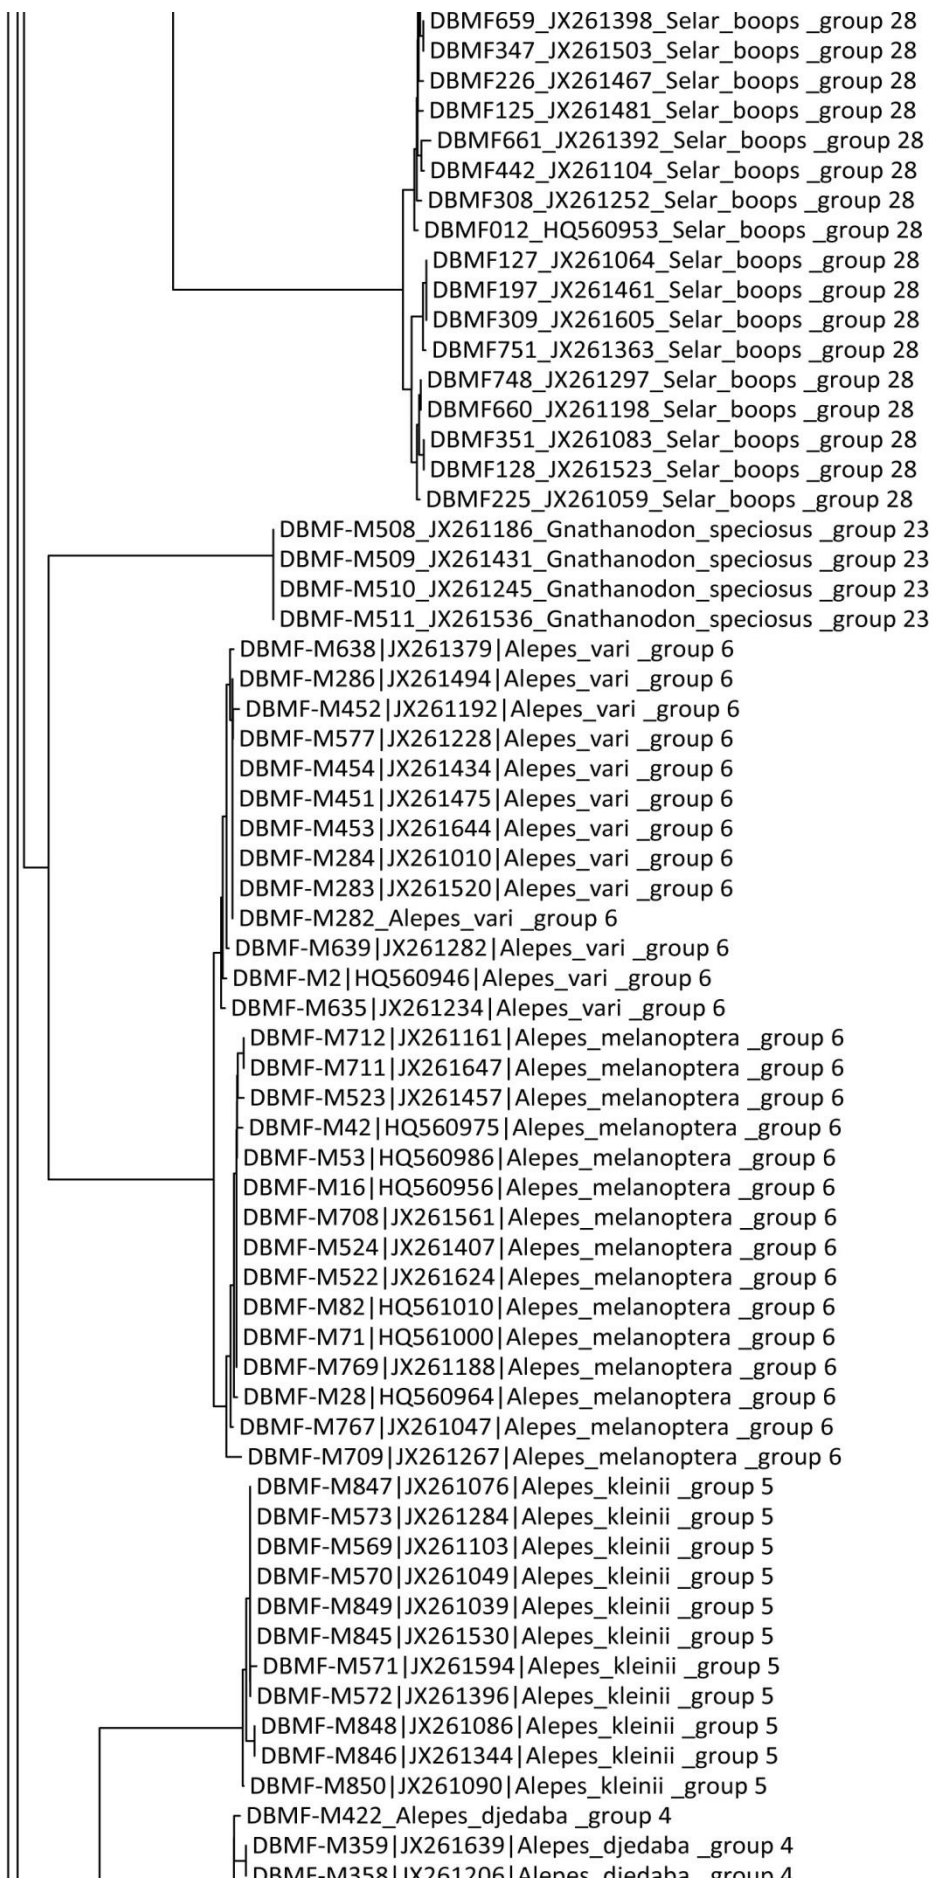 DBMF659_JX261398_Selar_boops _group 28
DBMF347_JX261503_Selar_boops _group 28
DBMF226_JX261467_Selar_boops _group 28
DBMF125_JX261481_Selar_boops _group 28
DBMF661_JX261392_Selar_boops _group 28
DBMF442_JX261104_Selar_boops _group 28
DBMF308_JX261252_Selar_boops _group 28
DBMF012_HQ560953_Selar_boops _group 28
DBMF127_JX261064_Selar_boops _group 28
DBMF197_JX261461_Selar_boops _group 28
DBMF309_JX261605_Selar_boops _group 28
DBMF751_JX261363_Selar_boops _group 28
DBMF748_JX261297_Selar_boops _group 28
DBMF660_JX261198_Selar_boops _group 28
DBMF351_JX261083_Selar_boops _group 28
DBMF128_JX261523_Selar_boops _group 28
DBMF225_JX261059_Selar_boops _group 28
DBMF-M508_JX261186_Gnathanodon_speciosus _group 23
DBMF-M509_JX261431_Gnathanodon_speciosus _group 23
DBMF-M510_JX261245_Gnathanodon_speciosus _group 23
DBMF-M511_JX261536_Gnathanodon_speciosus _group 23
DBMF-M638|JX261379|Alepes_vari _group 6
DBMF-M286|JX261494|Alepes_vari _group 6
DBMF-M452|JX261192|Alepes_vari _group 6
DBMF-M577|JX261228|Alepes_vari _group 6
DBMF-M454|JX261434|Alepes_vari _group 6
DBMF-M451|JX261475|Alepes_vari _group 6
DBMF-M453|JX261644|Alepes_vari _group 6
DBMF-M284|JX261010|Alepes_vari _group 6
DBMF-M283|JX261520|Alepes_vari _group 6
DBMF-M282_Alepes_vari _group 6
DBMF-M639|JX261282|Alepes_vari _group 6
DBMF-M2|HQ560946|Alepes_vari _group 6
DBMF-M635|JX261234|Alepes_vari _group 6
DBMF-M712|JX261161|Alepes_melanoptera _group 6
DBMF-M711|JX261647|Alepes_melanoptera _group 6
DBMF-M523|JX261457|Alepes_melanoptera _group 6
DBMF-M42|HQ560975|Alepes_melanoptera _group 6
DBMF-M53|HQ560986|Alepes_melanoptera _group 6
DBMF-M16|HQ560956|Alepes_melanoptera _group 6
DBMF-M708|JX261561|Alepes_melanoptera _group 6
DBMF-M524|JX261407|Alepes_melanoptera _group 6
DBMF-M522|JX261624|Alepes_melanoptera _group 6
DBMF-M82|HQ561010|Alepes_melanoptera _group 6
DBMF-M71|HQ561000|Alepes_melanoptera _group 6
DBMF-M769|JX261188|Alepes_melanoptera _group 6
DBMF-M28|HQ560964|Alepes_melanoptera _group 6
DBMF-M767|JX261047|Alepes_melanoptera _group 6
DBMF-M709|JX261267|Alepes_melanoptera _group 6
DBMF-M847|JX261076|Alepes_kleinii _group 5
DBMF-M573|JX261284|Alepes_kleinii _group 5
DBMF-M569|JX261103|Alepes_kleinii _group 5
DBMF-M570|JX261049|Alepes_kleinii _group 5
DBMF-M849|JX261039|Alepes_kleinii _group 5
DBMF-M845|JX261530|Alepes_kleinii _group 5
DBMF-M571|JX261594|Alepes_kleinii _group 5
DBMF-M572|JX261396|Alepes_kleinii _group 5
DBMF-M848|JX261086|Alepes_kleinii _group 5
DBMF-M846|JX261344|Alepes_kleinii _group 5
DBMF-M850|JX261090|Alepes_kleinii _group 5
DBMF-M422_Alepes_djedaba _group 4
DBMF-M359|JX261639|Alepes_djedaba _group 4
DBMF-M358|JX261206|Alepes_djedaba _group 4